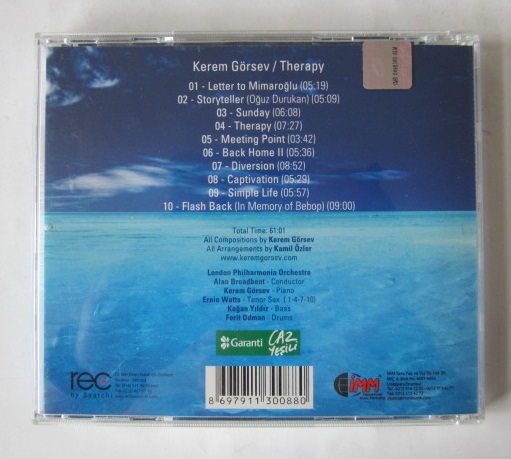 Kerem Görsev / Therapy
01 - Letter to Mimaroğlu (05:19)
02 - Storyteller (Oğuz Durukan) (05:09)
03 - Sunday (06:08)
04 - Therapy (07:27)
05 - Meeting Point (03:42)
06 - Back Home II (05:36)
07 - Diversion (08:52)
08 - Captivation (05:29)
09 - Simple Life (05:57)
10 - Flash Back (In Memory of Bebop) (09:00)
Total Time: 61:01
All Compositions by Kerem Görsev
All Arrangements by Kamil Özler
www.keremgorsev.com
London Philharmonia Orchestra
Alan Broadbent - Conductor
Kerem Görsev - Piano
Ernie Watts - Tenor Sax (1-4-7-10)
Kağan Yıldız - Bass
Ferit Odman - Drums
Garanti
CAZ
YEŞİLİ
rec
by Saatchi
IMM
8 697911 300880